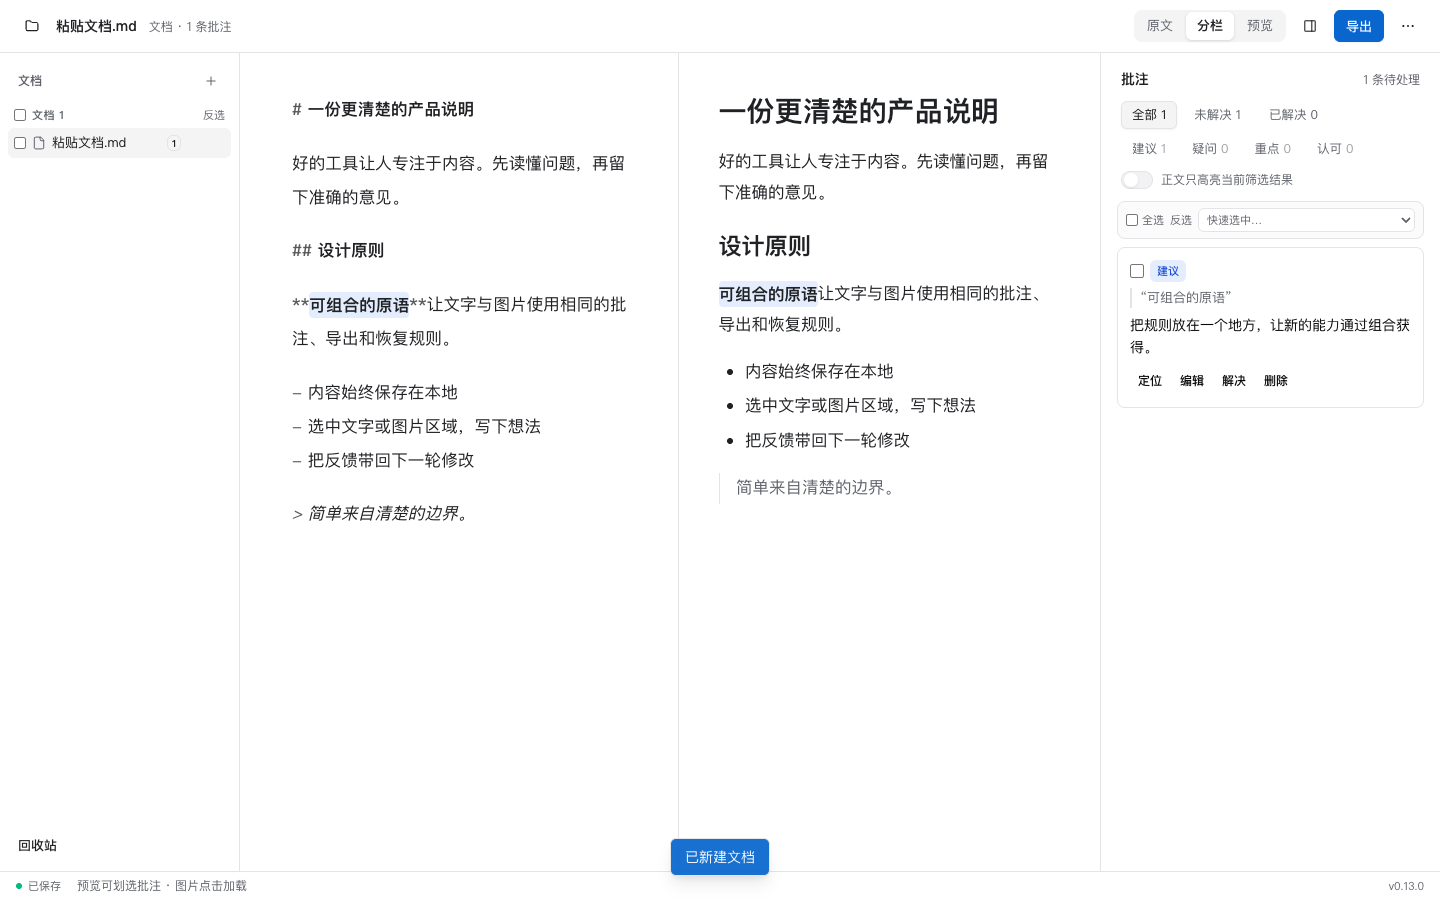 粘贴文档.md 文档 · 1 条批注
原文 分栏 预览 导出
文档
文档 1 反选
粘贴文档.md 1
回收站
# 一份更清楚的产品说明
好的工具让人专注于内容。先读懂问题，再留
下准确的意见。
## 设计原则
**可组合的原语**让文字与图片使用相同的批
注、导出和恢复规则。
– 内容始终保存在本地
– 选中文字或图片区域，写下想法
– 把反馈带回下一轮修改
> 简单来自清楚的边界。
一份更清楚的产品说明
好的工具让人专注于内容。先读懂问题，再留
下准确的意见。
设计原则
可组合的原语让文字与图片使用相同的批注、
导出和恢复规则。
• 内容始终保存在本地
• 选中文字或图片区域，写下想法
• 把反馈带回下一轮修改
简单来自清楚的边界。
批注 1 条待处理
全部 1 未解决 1 已解决 0
建议 1 疑问 0 重点 0 认可 0
正文只高亮当前筛选结果
全选 反选 快速选中...
建议
“可组合的原语”
把规则放在一个地方，让新的能力通过组合获
得。
定位 编辑 解决 删除
已新建文档
已保存 预览可划选批注 · 图片点击加载
v0.13.0